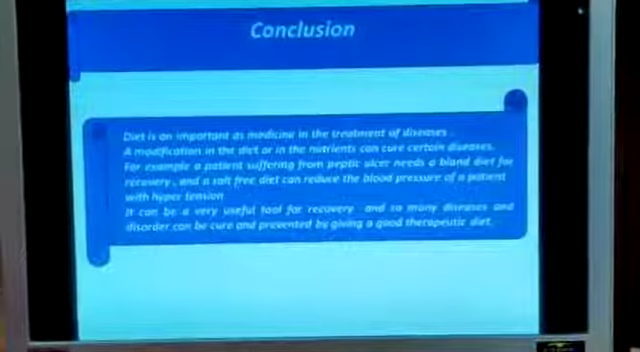 Conclusion
Diet is an important as medicine in the treatment of diseases .
A modification in the diet or in the nutrients can cure certain diseases.
For example a patient suffering from peptic ulcer needs a bland diet for
recovery , and a salt free diet can reduce the blood pressure of a patient
with hyper tension
It can be a very useful tool for recovery and so many diseases and
disorder can be cure and prevented by giving a good therapeutic diet.